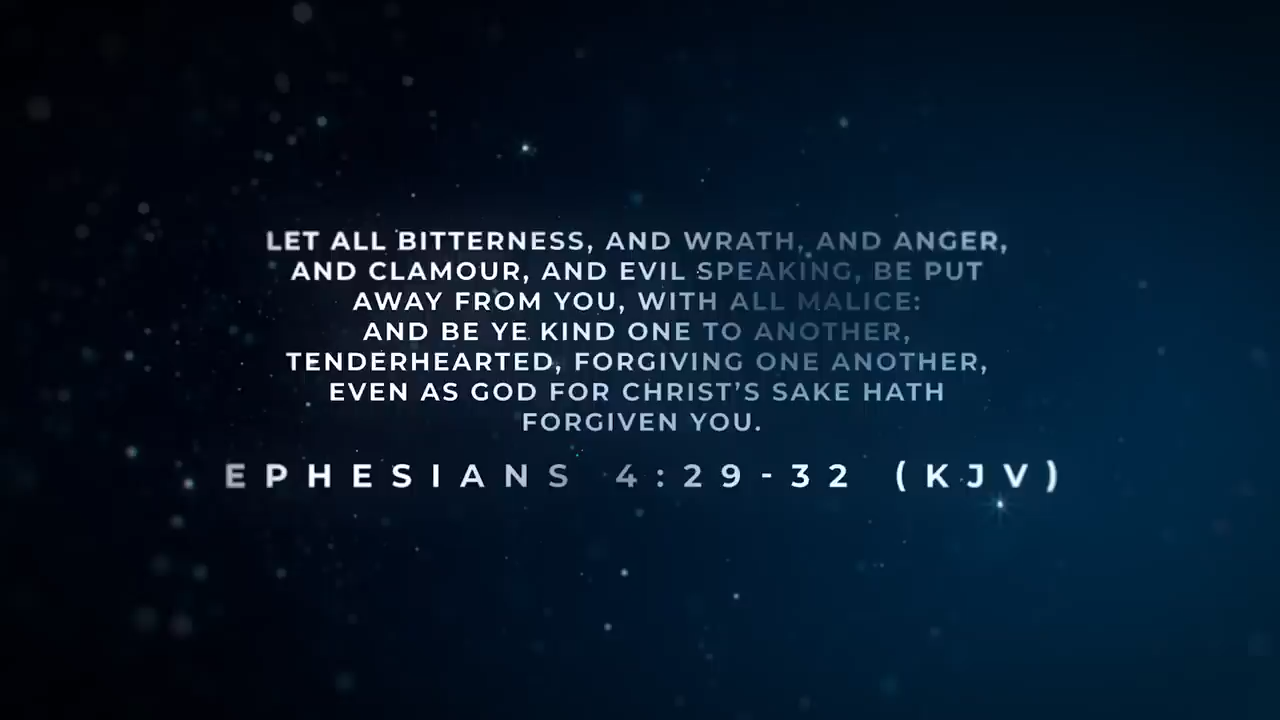 LET ALL BITTERNESS, AND WRATH, AND ANGER,
AND CLAMOUR, AND EVIL SPEAKING, BE PUT
AWAY FROM YOU, WITH ALL MALICE:
AND BE YE KIND ONE TO ANOTHER,
TENDERHEARTED, FORGIVING ONE ANOTHER,
EVEN AS GOD FOR CHRIST’S SAKE HATH
FORGIVEN YOU.
EPHESIANS 4:29-32 (KJV)